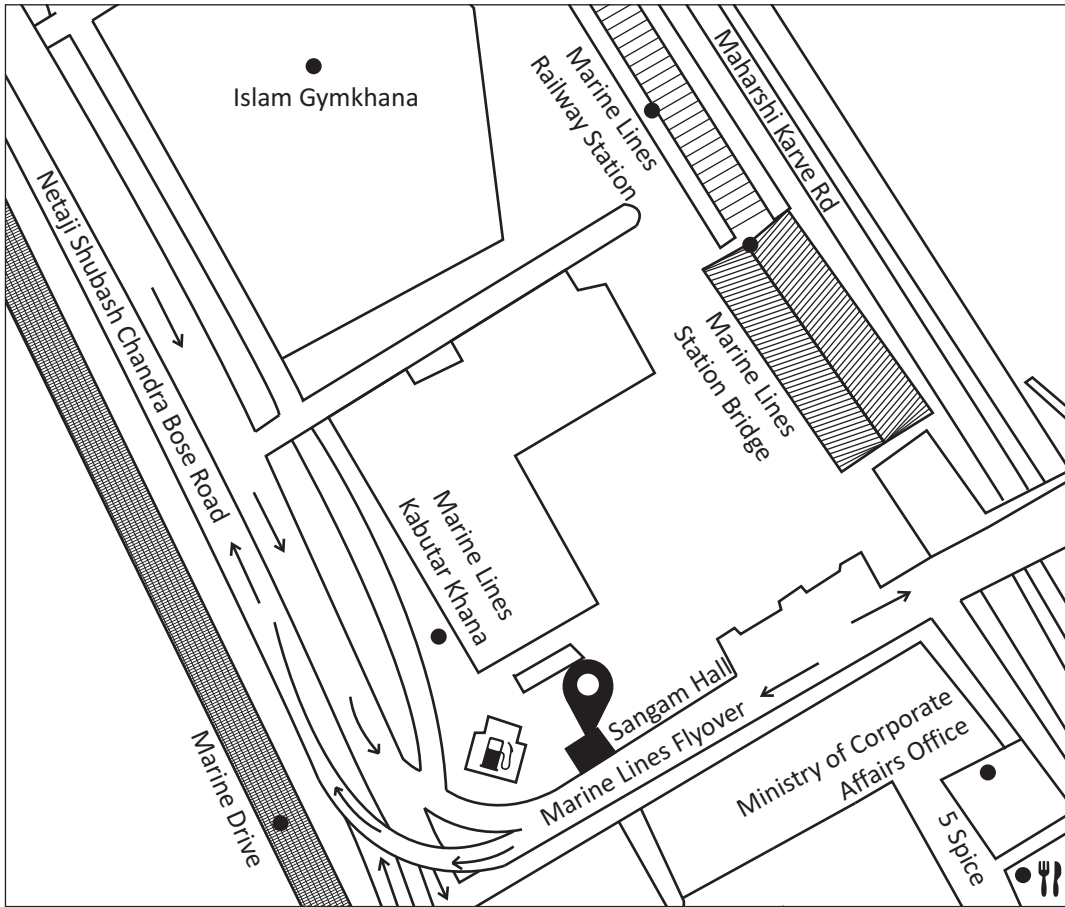 Islam Gymkhana
Marine Lines
Railway Station
Maharshi Karve Rd
Netaji Shubash Chandra Bose Road
Marine Lines
Station Bridge
Marine Lines
Kabutar Khana
Sangam Hall
Marine Lines Flyover
Marine Drive
Ministry of Corporate
Affairs Office
5 Spice